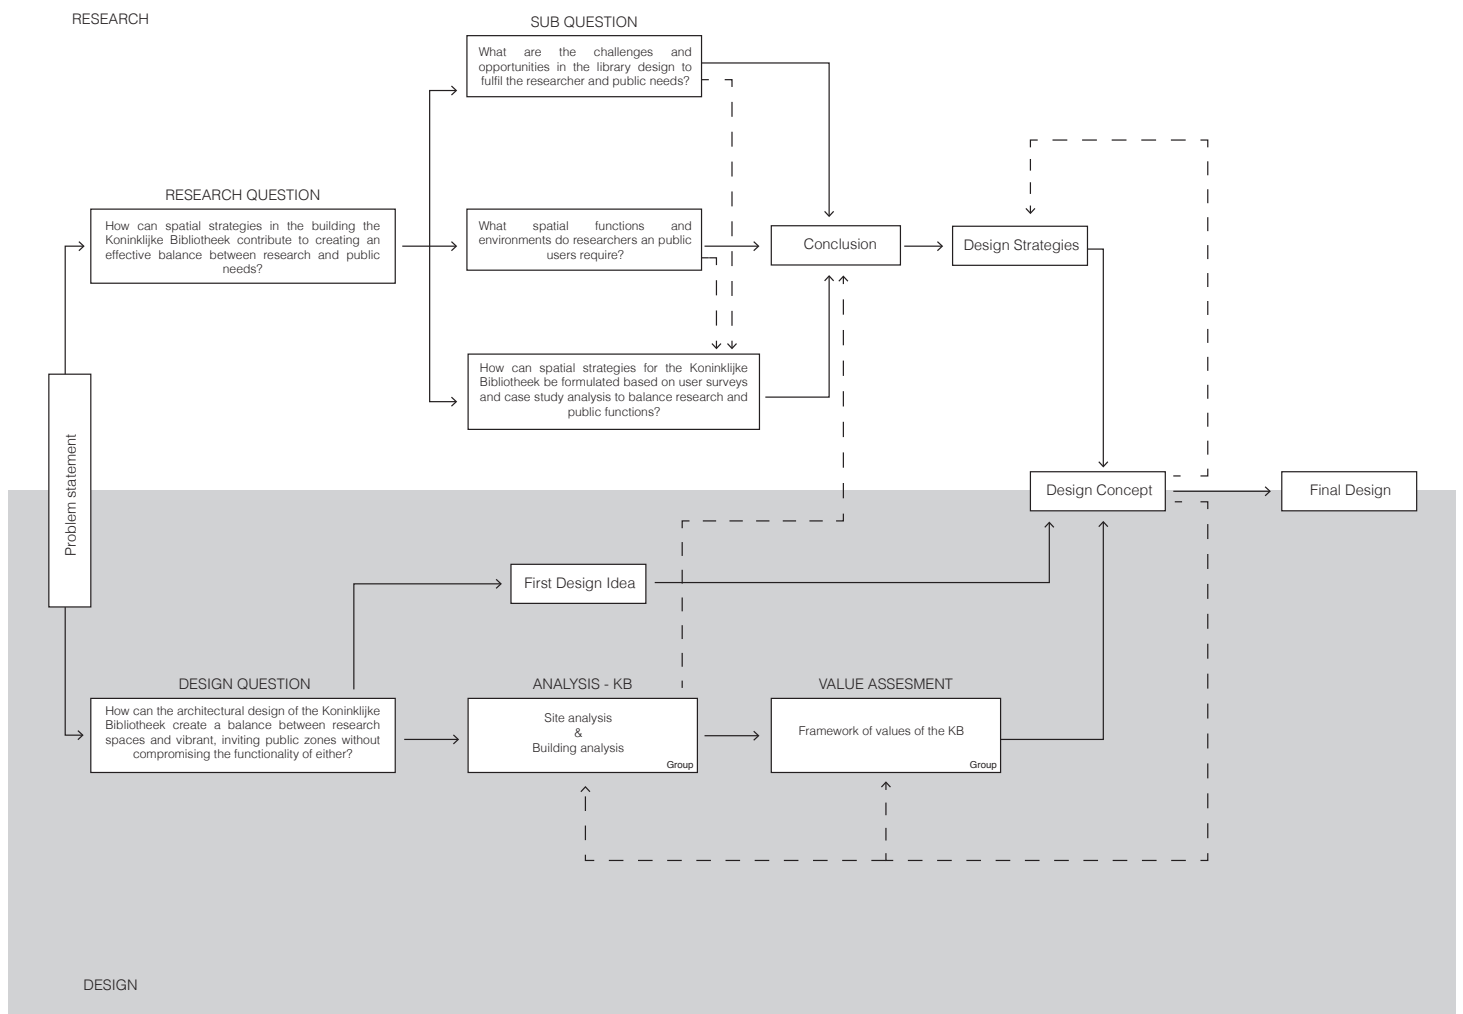 RESEARCH
SUB QUESTION
What are the challenges and
opportunities in the library design to
fulfil the researcher and public needs?
RESEARCH QUESTION
How can spatial strategies in the building the
Koninklijke Bibliotheek contribute to creating an
effective balance between research and public
needs?
What spatial functions and
environments do researchers an public
users require?
Conclusion
Design Strategies
How can spatial strategies for the Koninklijke
Bibliotheek be formulated based on user surveys
and case study analysis to balance research and
public functions?
Problem statement
Design Concept
Final Design
First Design Idea
DESIGN QUESTION
How can the architectural design of the Koninklijke
Bibliotheek create a balance between research
spaces and vibrant, inviting public zones without
compromising the functionality of either?
ANALYSIS - KB
Site analysis
&
Building analysis
Group
VALUE ASSESMENT
Framework of values of the KB
Group
DESIGN